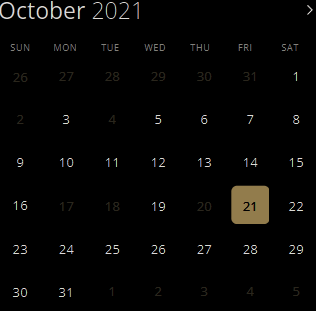 October 2021
SUN MON TUE WED THU FRI SAT
26 27 28 29 30 31 1
2 3 4 5 6 7 8
9 10 11 12 13 14 15
16 17 18 19 20 21 22
23 24 25 26 27 28 29
30 31 1 2 3 4 5